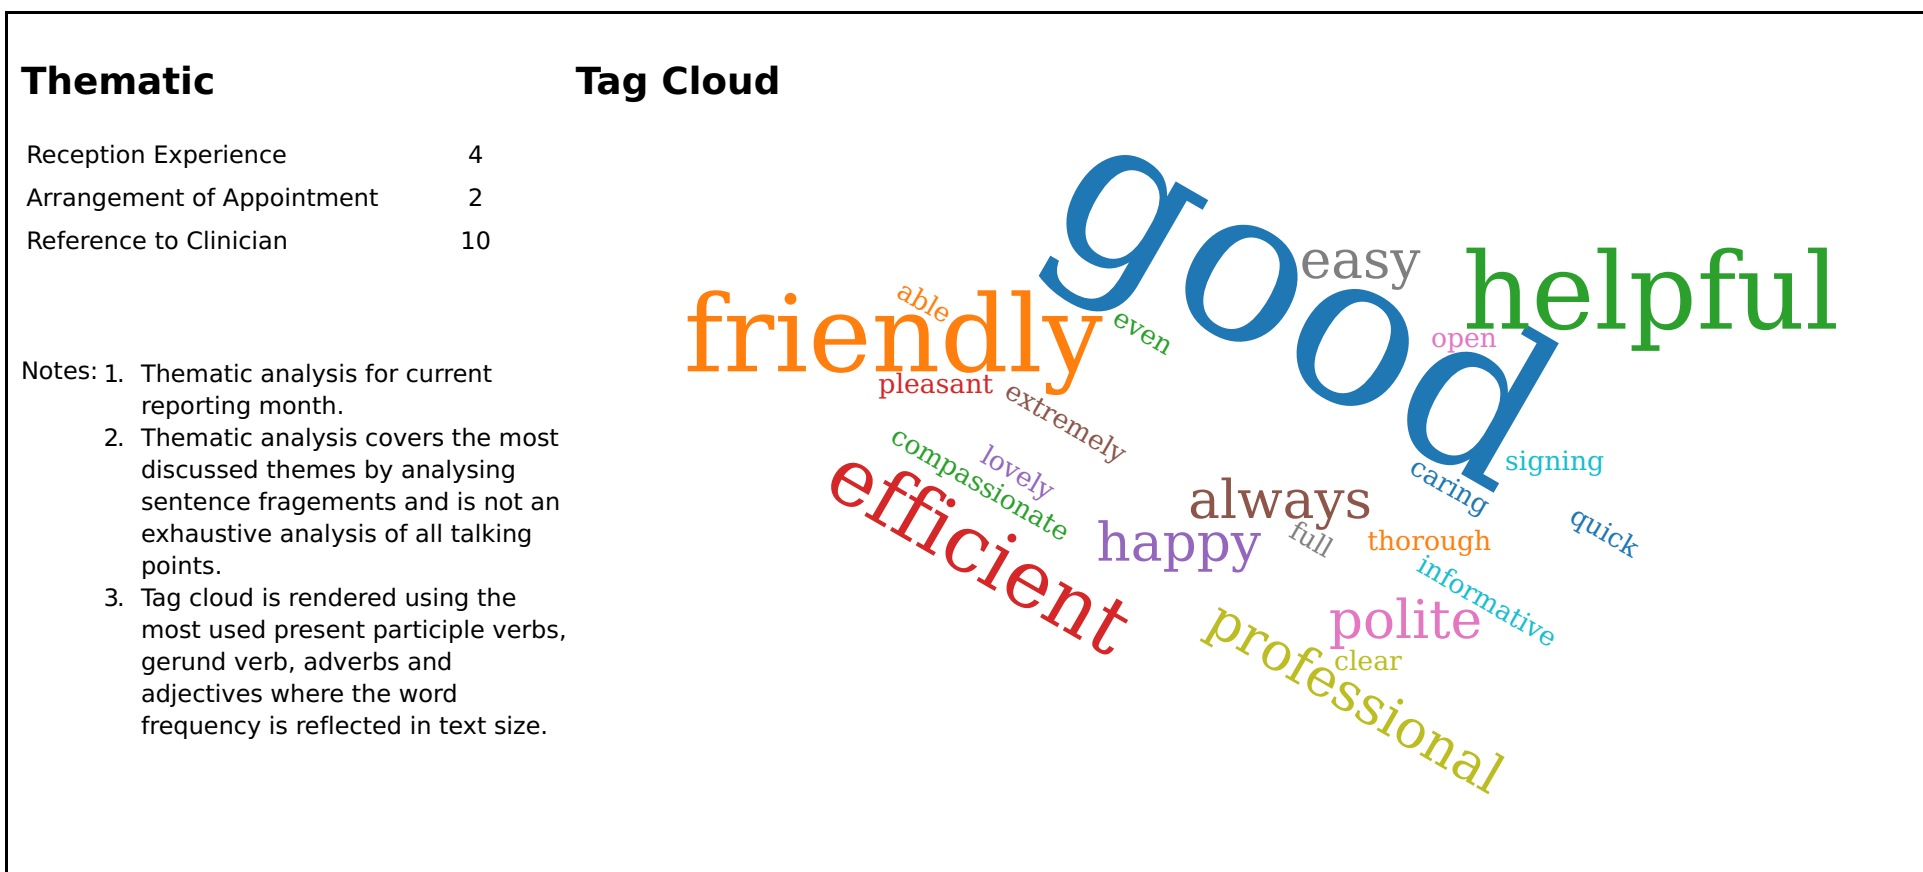 Thematic
Tag Cloud
Reception Experience 4
Arrangement of Appointment 2
Reference to Clinician 10
Notes: 1. Thematic analysis for current
reporting month.
2. Thematic analysis covers the most
discussed themes by analysing
sentence fragements and is not an
exhaustive analysis of all talking
points.
3. Tag cloud is rendered using the
most used present participle verbs,
gerund verb, adverbs and
adjectives where the word
frequency is reflected in text size.
good
easy
helpful
able
friendly
even
open
pleasant
extremely
compassionate
lovely
efficient
always
caring
signing
happy
full
thorough
quick
informative
polite
professional
clear